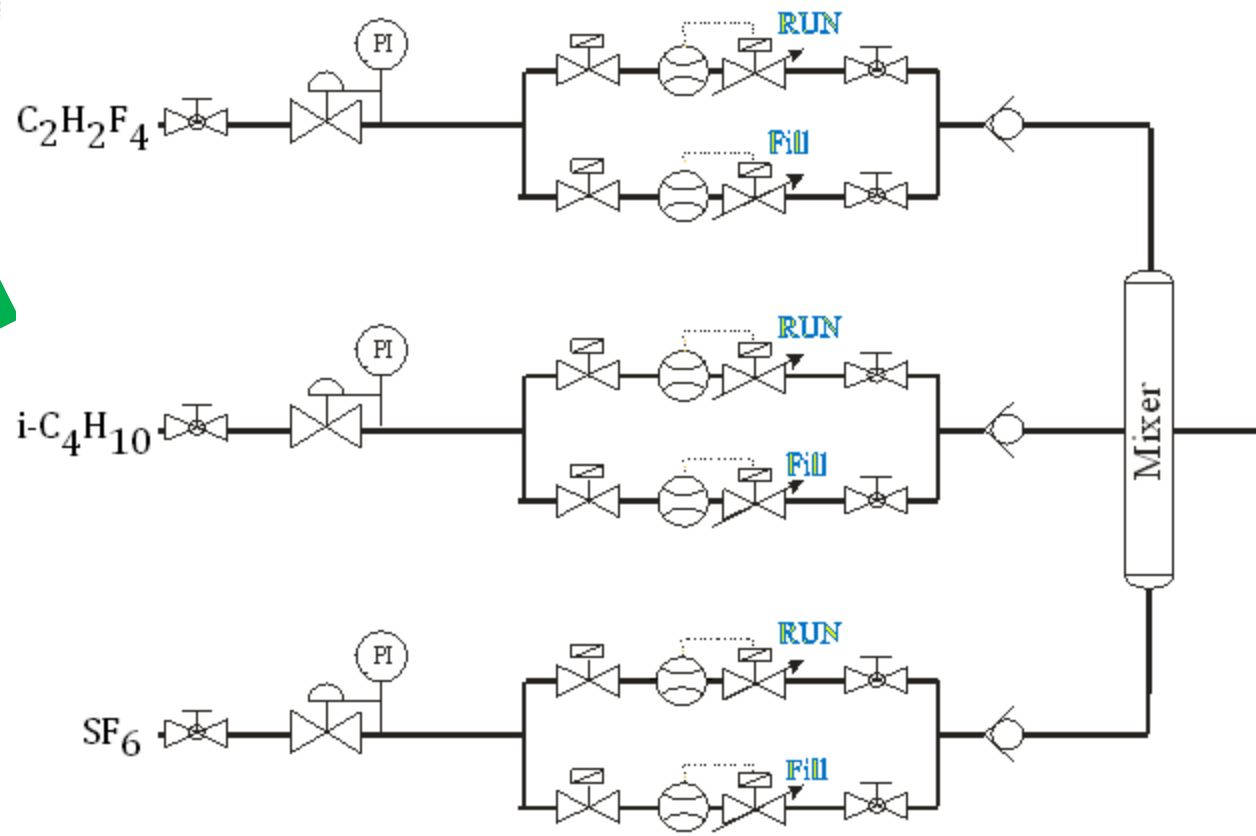 PI
RUN
C₂H₂F₄
Fill
PI
RUN
i-C₄H₁₀
Fill
Mixer
PI
RUN
SF₆
Fill